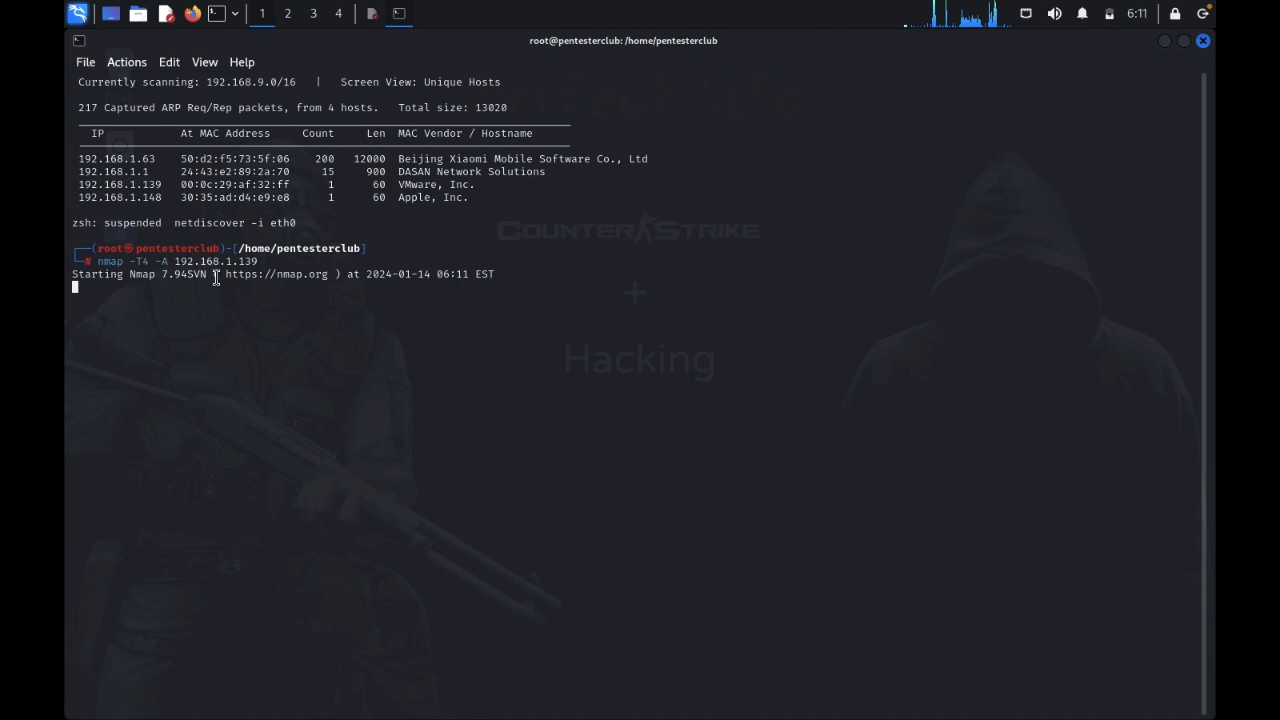 1 2 3 4 6:11
root@pentesterclub: /home/pentesterclub
File Actions Edit View Help
Currently scanning: 192.168.9.0/16 | Screen View: Unique Hosts
217 Captured ARP Req/Rep packets, from 4 hosts. Total size: 13020
IP At MAC Address Count Len MAC Vendor / Hostname
192.168.1.63 50:d2:f5:73:5f:06 200 12000 Beijing Xiaomi Mobile Software Co., Ltd
192.168.1.1 24:43:e2:89:2a:70 15 900 DASAN Network Solutions
192.168.1.139 00:0c:29:af:32:ff 1 60 VMware, Inc.
192.168.1.148 30:35:ad:d4:e9:e8 1 60 Apple, Inc.
zsh: suspended netdiscover -i eth0
┌──(root㉿pentesterclub)-[/home/pentesterclub]
└─# nmap -T4 -A 192.168.1.139
Starting Nmap 7.94SVN ( https://nmap.org ) at 2024-01-14 06:11 EST
COUNTER STRIKE
+
Hacking